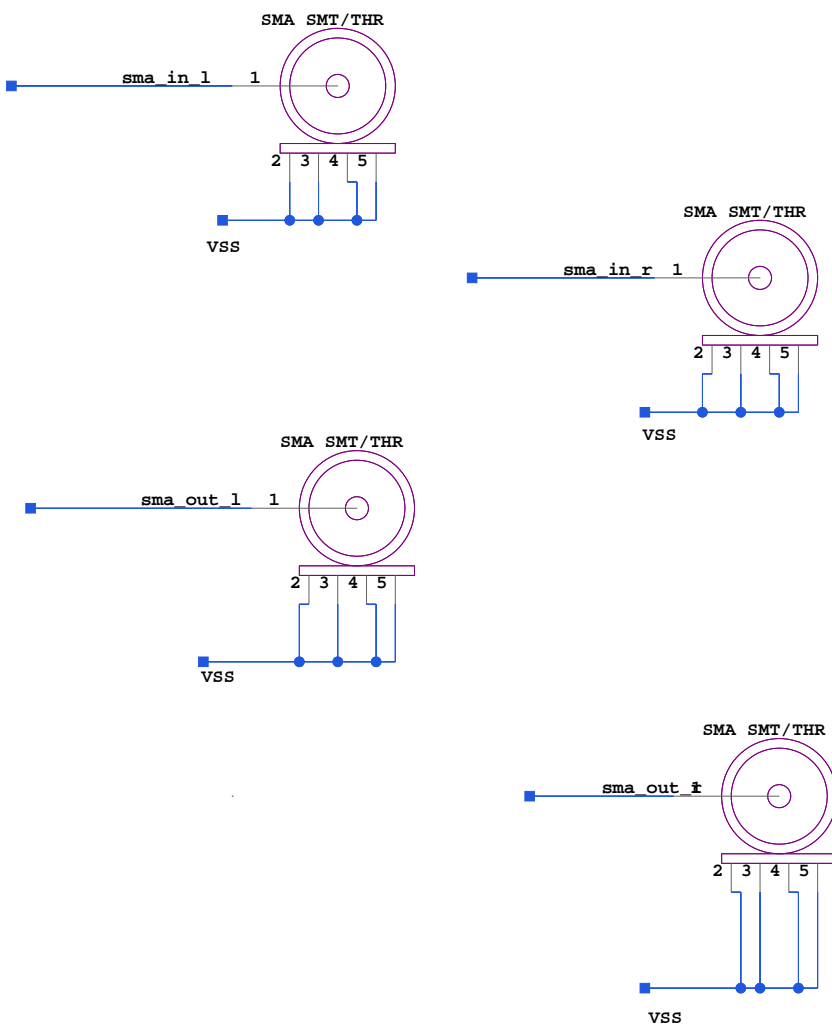 SMA SMT/THR
sma_in_l 1
2 3 4 5
VSS
SMA SMT/THR
sma_in_r 1
2 3 4 5
VSS
SMA SMT/THR
sma_out_l 1
2 3 4 5
VSS
SMA SMT/THR
sma_out_r 1
2 3 4 5
VSS